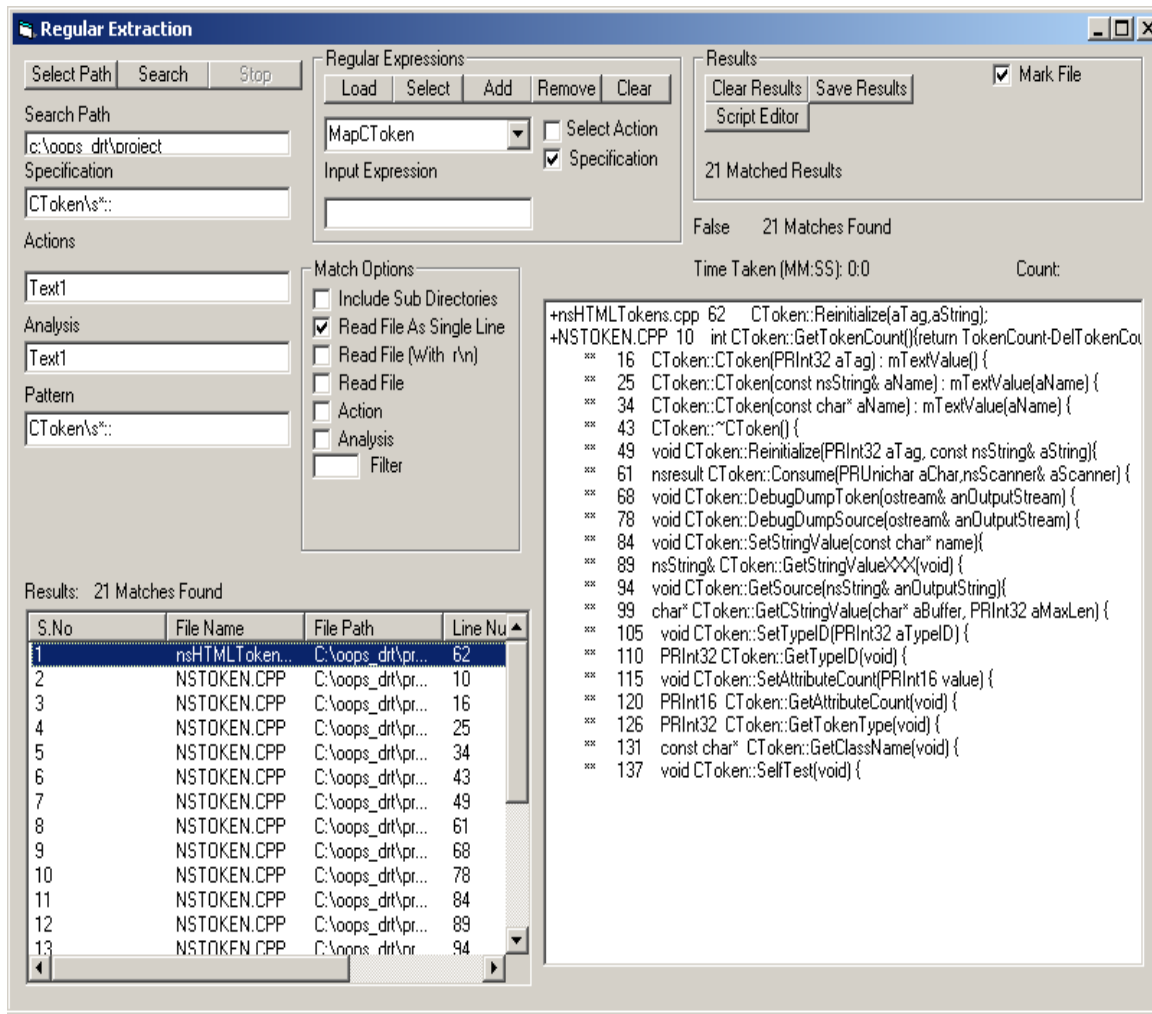 Regular Extraction
Select Path Search Stop
Search Path
c:\oops_drt\project
Specification
CToken\s*::
Actions
Text1
Analysis
Text1
Pattern
CToken\s*::
Regular Expressions
Load Select Add Remove Clear
MapCToken
Select Action
Specification
Input Expression
Match Options
Include Sub Directories
Read File As Single Line
Read File (With r\n)
Read File
Action
Analysis
Filter
Results
Clear Results Save Results
Mark File
Script Editor
21 Matched Results
False 21 Matches Found
Time Taken (MM:SS): 0:0 Count:
+nsHTMLTokens.cpp 62 CToken::Reinitialize(aTag,aString);
+NSTOKEN.CPP 10 int CToken::GetTokenCount(){return TokenCount-DelTokenCou
** 16 CToken::CToken(PRInt32 aTag) : mTextValue() {
** 25 CToken::CToken(const nsString& aName) : mTextValue(aName) {
** 34 CToken::CToken(const char* aName) : mTextValue(aName) {
** 43 CToken::~CToken() {
** 49 void CToken::Reinitialize(PRInt32 aTag, const nsString& aString){
** 61 nsresult CToken::Consume(PRUnichar aChar,nsScanner& aScanner) {
** 68 void CToken::DebugDumpToken(ostream& anOutputStream) {
** 78 void CToken::DebugDumpSource(ostream& anOutputStream) {
** 84 void CToken::SetStringValue(const char* name){
** 89 nsString& CToken::GetStringValueXXX(void) {
** 94 void CToken::GetSource(nsString& anOutputString){
** 99 char* CToken::GetCStringValue(char* aBuffer, PRInt32 aMaxLen) {
** 105 void CToken::SetTypeID(PRInt32 aTypeID) {
** 110 PRInt32 CToken::GetTypeID(void) {
** 115 void CToken::SetAttributeCount(PRInt16 value) {
** 120 PRInt16 CToken::GetAttributeCount(void) {
** 126 PRInt32 CToken::GetTokenType(void) {
** 131 const char* CToken::GetClassName(void) {
** 137 void CToken::SelfTest(void) {
Results: 21 Matches Found
S.No File Name File Path Line Nu
1 nsHTMLToken... C:\oops_drt\pr... 62
2 NSTOKEN.CPP C:\oops_drt\pr... 10
3 NSTOKEN.CPP C:\oops_drt\pr... 16
4 NSTOKEN.CPP C:\oops_drt\pr... 25
5 NSTOKEN.CPP C:\oops_drt\pr... 34
6 NSTOKEN.CPP C:\oops_drt\pr... 43
7 NSTOKEN.CPP C:\oops_drt\pr... 49
8 NSTOKEN.CPP C:\oops_drt\pr... 61
9 NSTOKEN.CPP C:\oops_drt\pr... 68
10 NSTOKEN.CPP C:\oops_drt\pr... 78
11 NSTOKEN.CPP C:\oops_drt\pr... 84
12 NSTOKEN.CPP C:\oops_drt\pr... 89
13 NSTOKEN.CPP C:\oops_drt\pr... 94